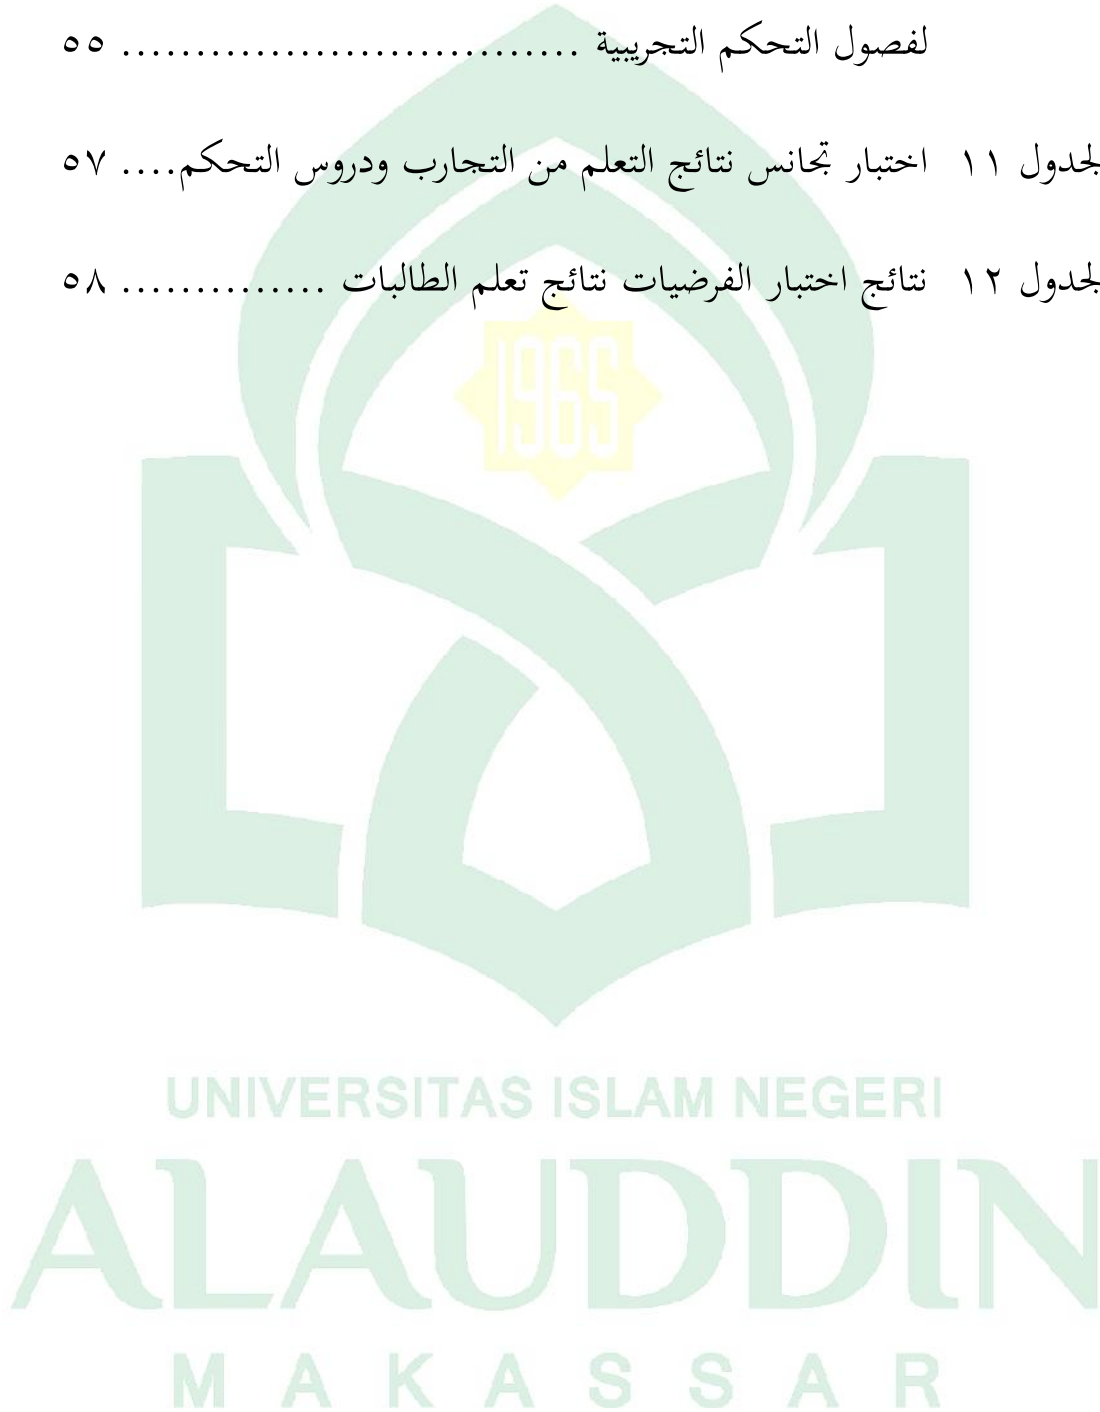 لفصول التحكم التجريبية ............................... ٥٥
لجدول ١١ اختبار تجانس نتائج التعلم من التجارب ودروس التحكم.... ٥٧
لجدول ١٢ نتائج اختبار الفرضيات نتائج تعلم الطالبات .............. ٥٨
1965
UNIVERSITAS ISLAM NEGERI
ALAUDDIN
MAKASSAR